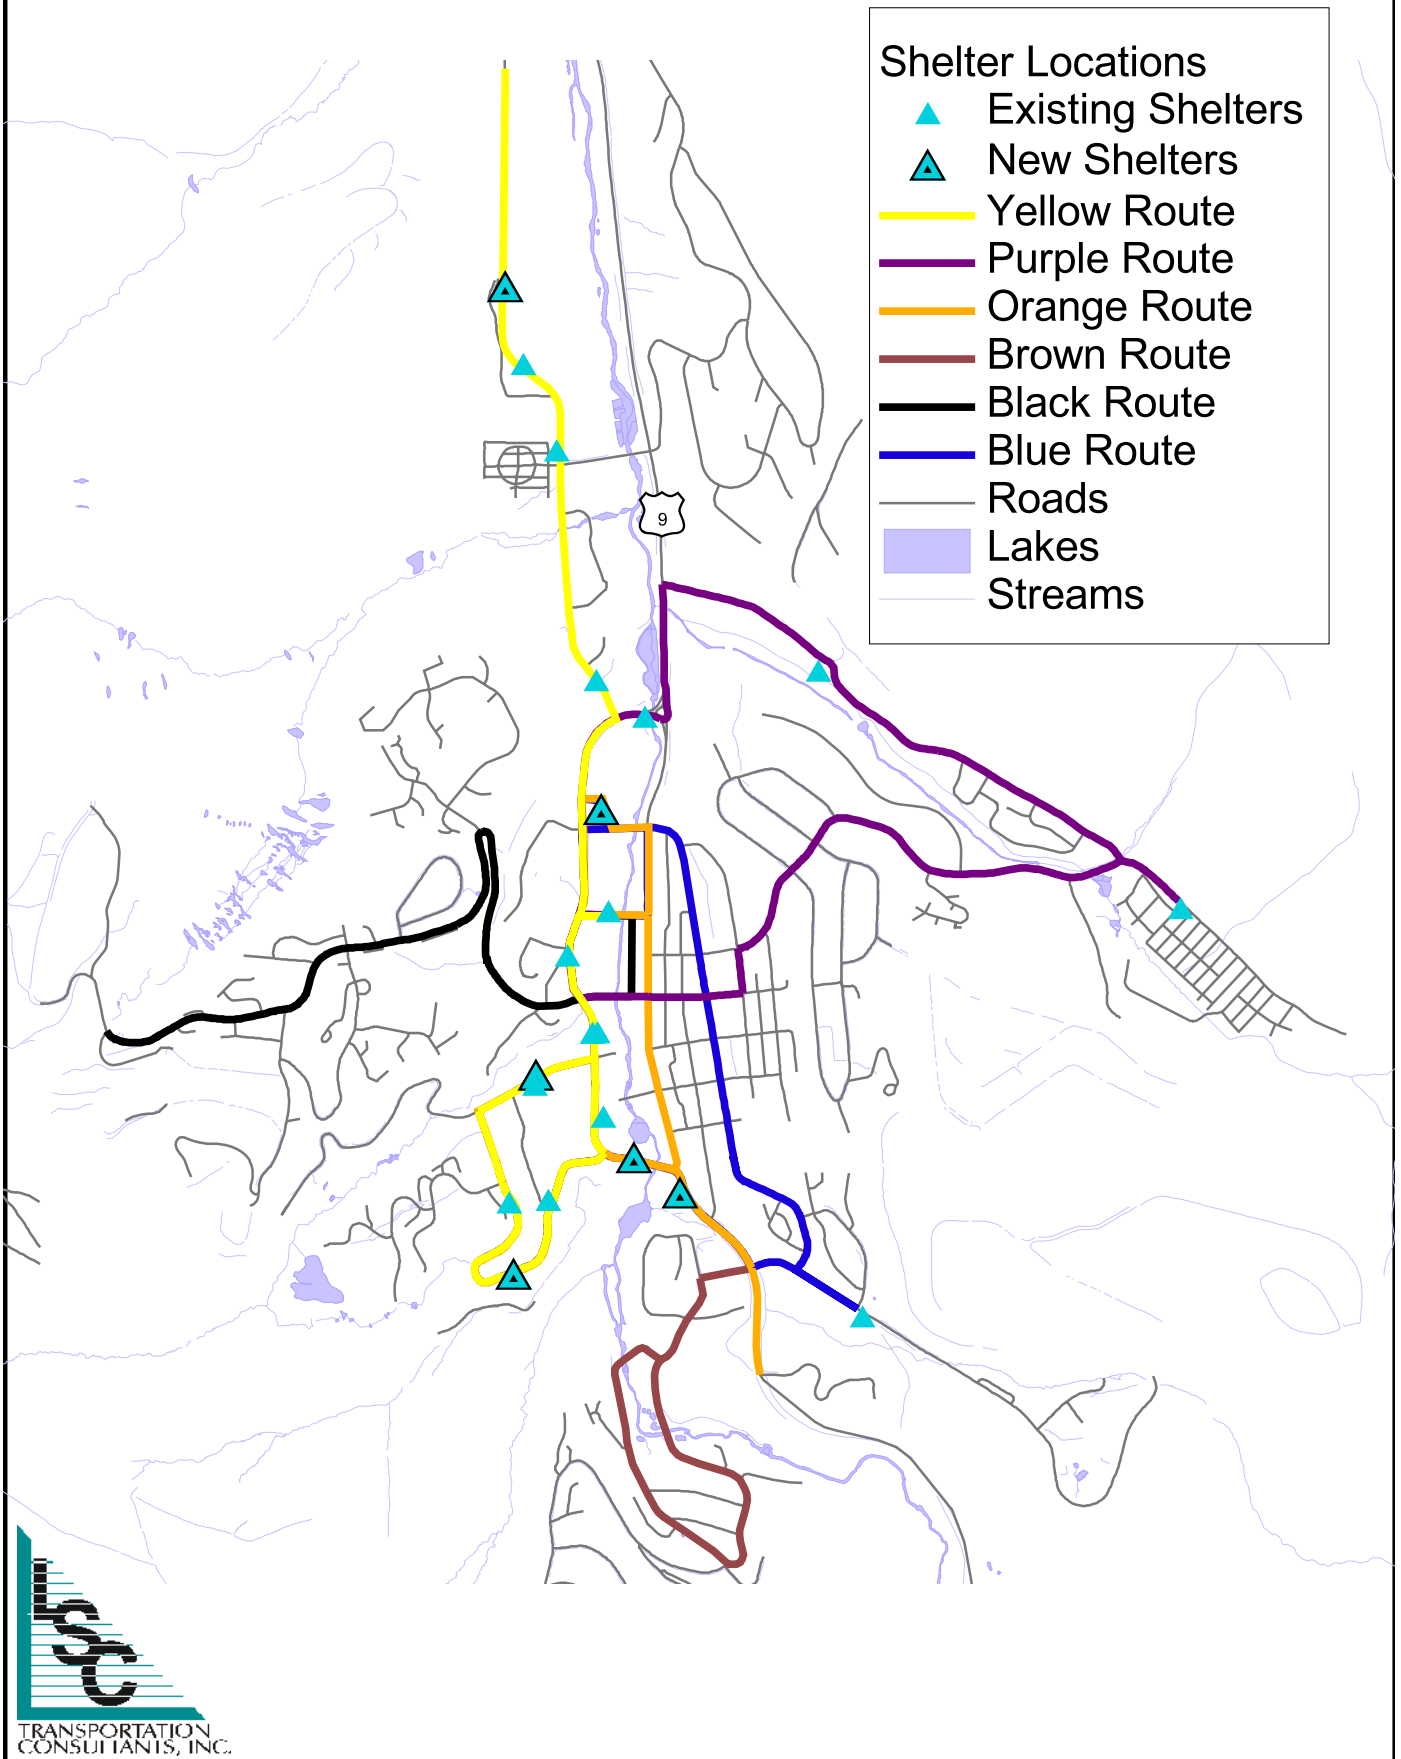 Shelter Locations
Existing Shelters
New Shelters
Yellow Route
Purple Route
Orange Route
Brown Route
Black Route
Blue Route
Roads
Lakes
Streams
9
LSC
TRANSPORTATION
CONSULTANTS, INC.